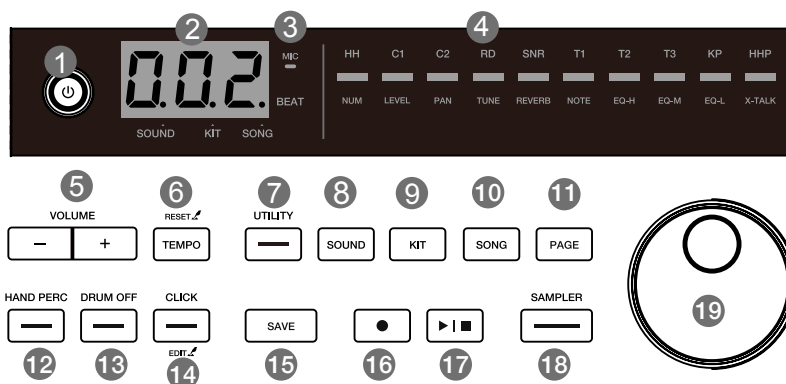 1 2 3 4
MIC HH C1 C2 RD SNR T1 T2 T3 KP HHP
0.0.2.
BEAT NUM LEVEL PAN TUNE REVERB NOTE EQ-H EQ-M EQ-L X-TALK
SOUND KIT SONG
5 6 7 8 9 10 11
VOLUME RESET UTILITY
- + TEMPO SOUND KIT SONG PAGE
HAND PERC DRUM OFF CLICK SAMPLER
SAVE
EDIT
12 13 14 15 16 17 18 19